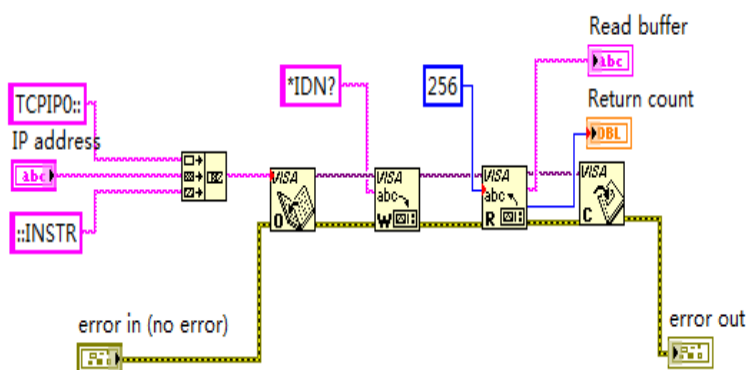 Read buffer
abc
TCPIP0::
*IDN?
256
Return count
DBL
IP address
abc
VISA
O
VISA
abc
W
VISA
abc
R
VISA
C
::INSTR
error in (no error)
error out